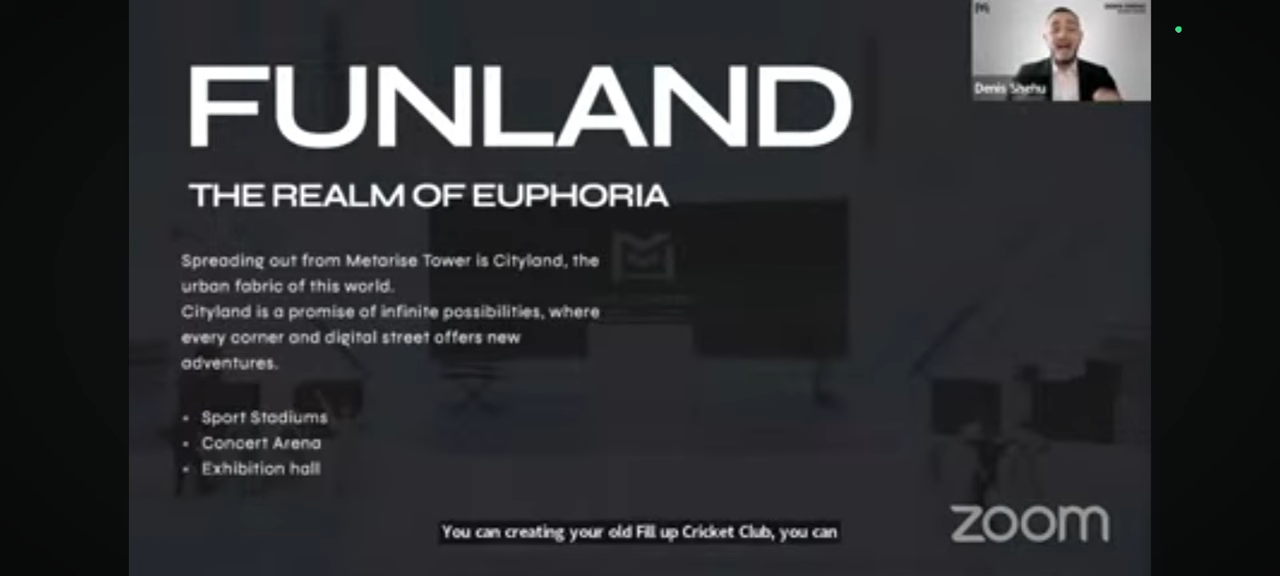 FUNLAND
Denis Shehu
THE REALM OF EUPHORIA
Spreading out from Metarise Tower is Cityland, the
urban fabric of this world.
Cityland is a promise of infinite possibilities, where
every corner and digital street offers new
adventures.
• Sport Stadiums
• Concert Arena
• Exhibition hall
zoom
You can creating your old Fill up Cricket Club, you can